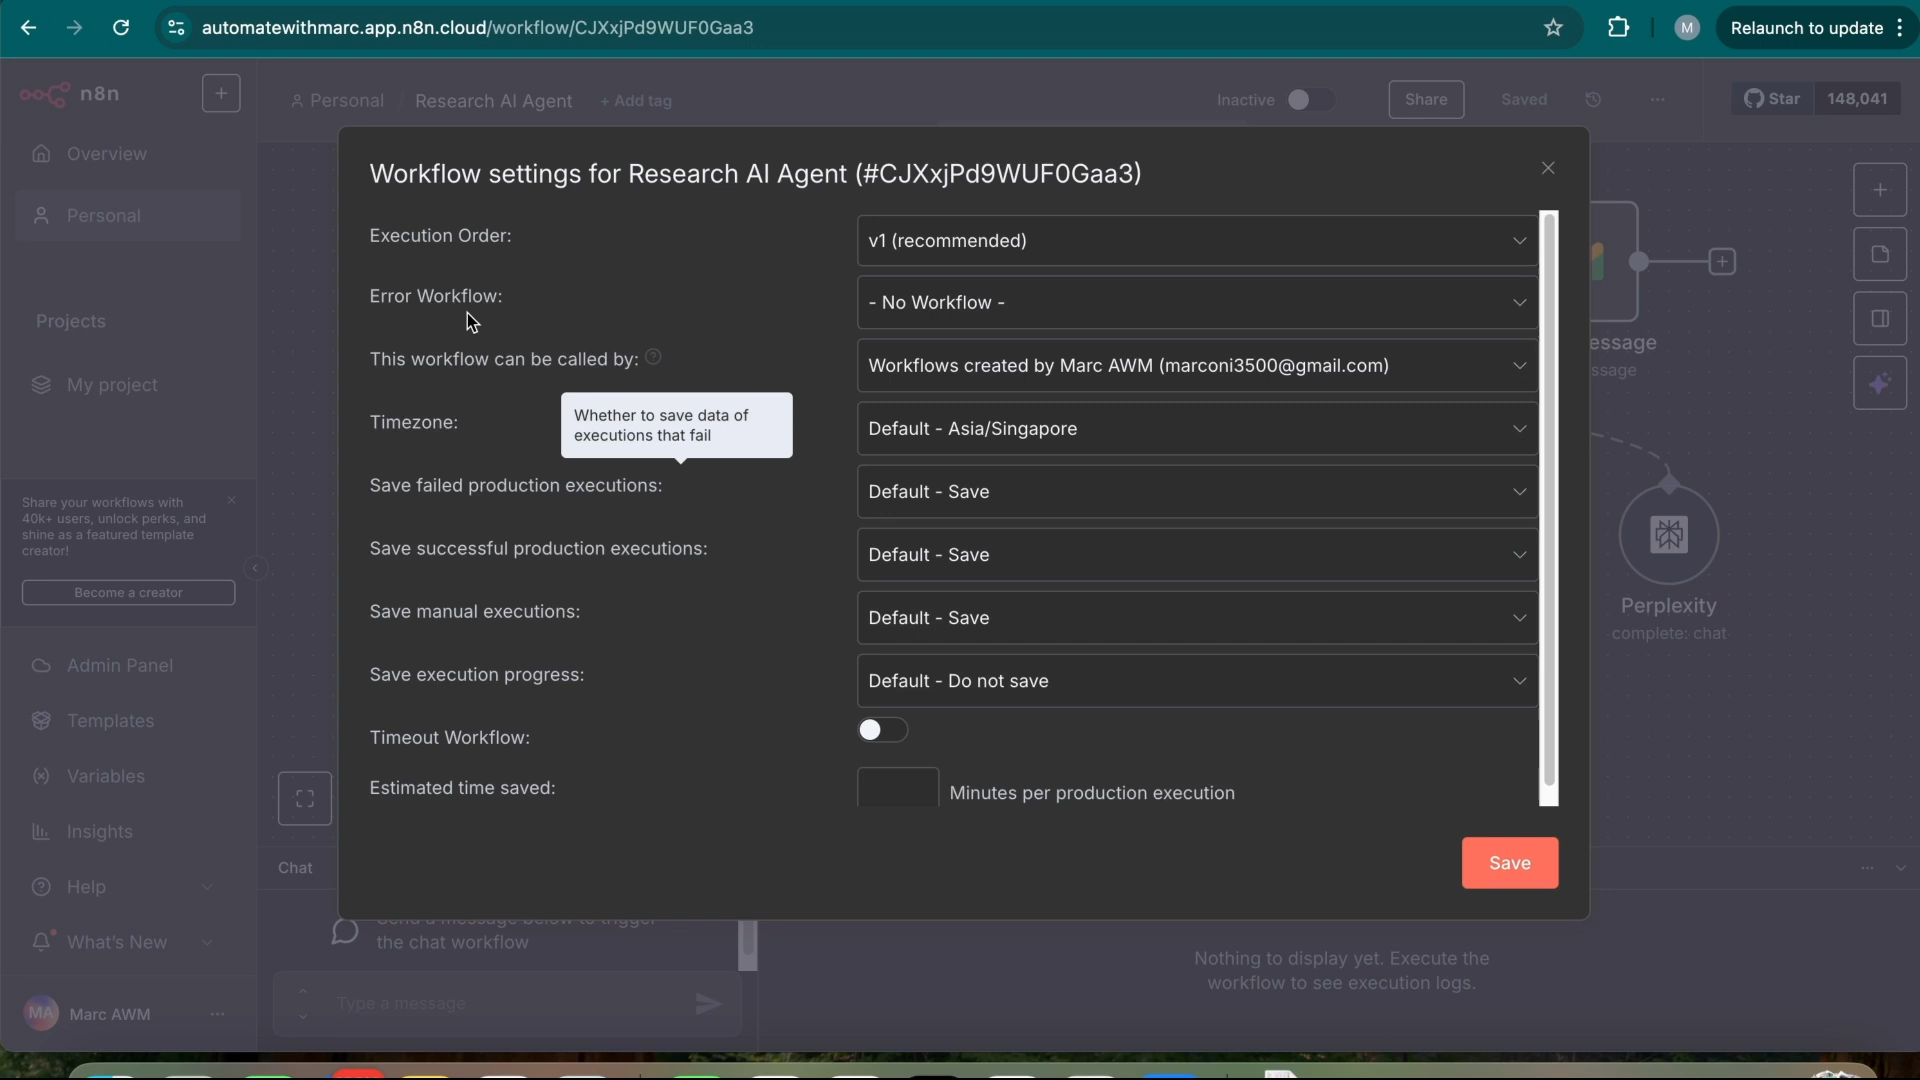 automatewithmarc.app.n8n.cloud/workflow/CJXxjPd9WUF0Gaa3
M
Relaunch to update
n8n
Personal / Research AI Agent + Add tag
Inactive
Share
Saved
Star 148,041
Overview
Personal
Projects
My project
Share your workflows with
40k+ users, unlock perks, and
shine as a featured template
creator!
Become a creator
Admin Panel
Templates
Variables
Insights
Help
What's New
MA Marc AWM
Workflow settings for Research AI Agent (#CJXxjPd9WUF0Gaa3)
Execution Order:
v1 (recommended)
Error Workflow:
- No Workflow -
This workflow can be called by:
Workflows created by Marc AWM (marconi3500@gmail.com)
Timezone:
Default - Asia/Singapore
Whether to save data of
executions that fail
Save failed production executions:
Default - Save
Save successful production executions:
Default - Save
Save manual executions:
Default - Save
Save execution progress:
Default - Do not save
Timeout Workflow:
Estimated time saved:
Minutes per production execution
Save
essage
ssage
Perplexity
complete: chat
Chat
Send a message below to trigger
the chat workflow
Type a message
Nothing to display yet. Execute the
workflow to see execution logs.